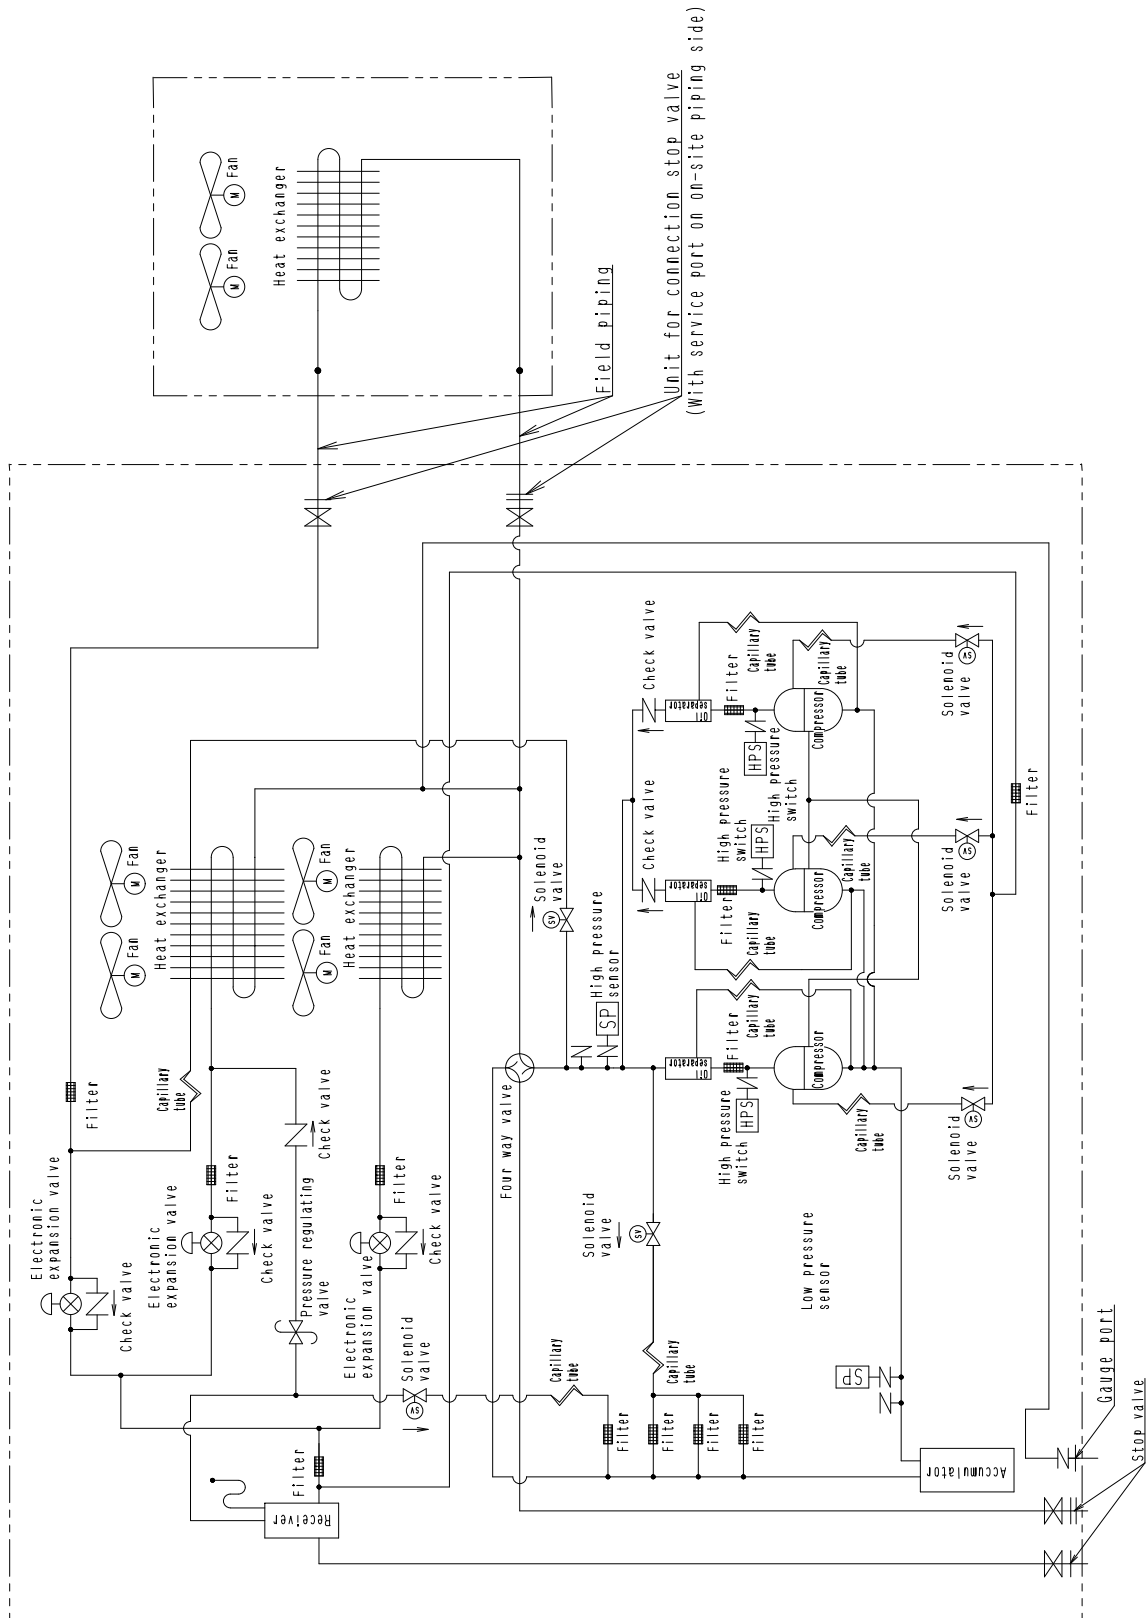 Fan
M
Fan
M
Heat exchanger
Field piping
Unit for connection stop valve
(With service port on on-site piping side)
Fan
M
Fan
M
Heat exchanger
Fan
M
Fan
M
Heat exchanger
Filter
Capillary
tube
Solenoid
valve
SV
High pressure
sensor
SP
Check valve
Oil
separator
Filter
Capillary
tube
HPS
High pressure
switch
Compressor
Capillary
tube
Solenoid
valve
SV
Check valve
Oil
separator
Filter
High pressure
switch
HPS
Capillary
tube
Compressor
Capillary
tube
Solenoid
valve
SV
Filter
Oil
separator
Filter
Capillary
tube
High pressure
switch
HPS
Compressor
Capillary
tube
Solenoid
valve
SV
Four way valve
Electronic
expansion valve
Check valve
Electronic
expansion valve
Filter
Check valve
Check valve
Pressure regulating
valve
Filter
Check valve
Electronic
expansion valve
Solenoid
valve
SV
Solenoid
valve
SV
Capillary
tube
Capillary
tube
Filter
Filter
Filter
Filter
Low pressure
sensor
SP
Filter
Receiver
Accumulator
Gauge port
Stop valve